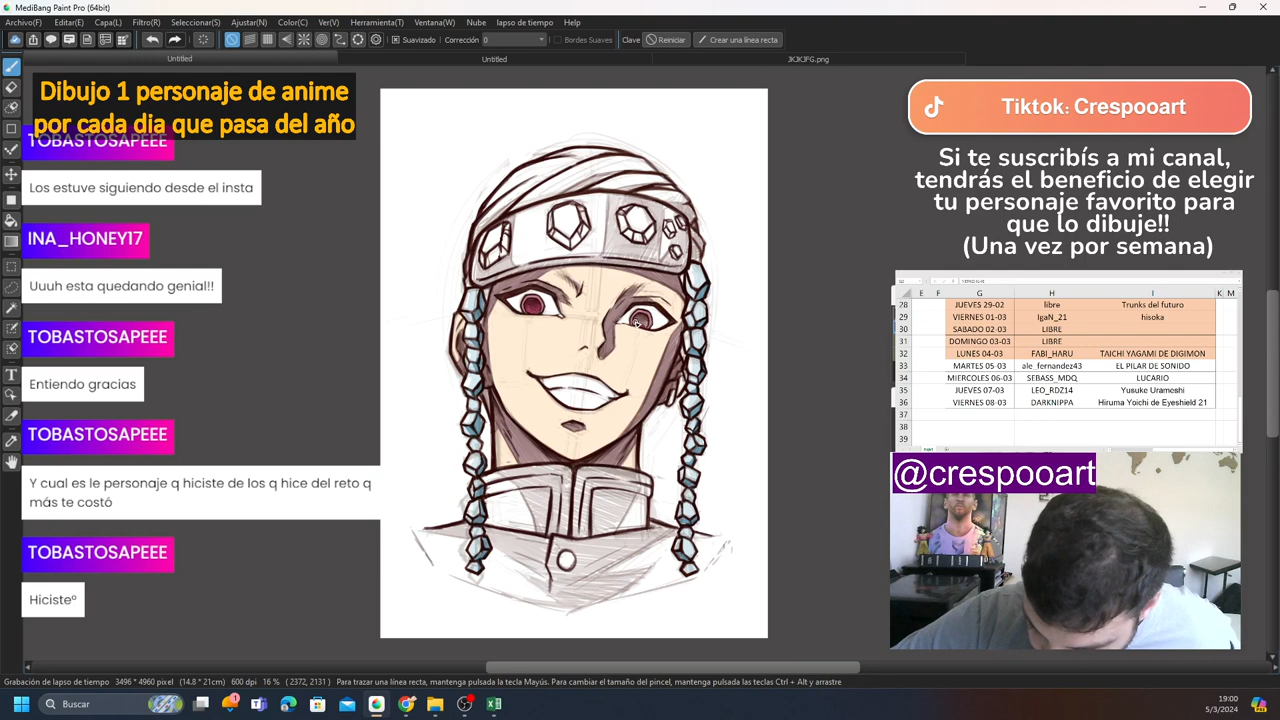 MediBang Paint Pro (64bit)
Archivo(F) Editar(E) Capa(L) Filtro(R) Seleccionar(S) Ajustar(N) Color(C) Ver(V) Herramienta(T) Ventana(W) Nube lapso de tiempo Help
Suavizado Corrección 0 Bordes Suaves Clave Reiniciar Crear una línea recta
Untitled Untitled JKJKJFG.png
Dibujo 1 personaje de anime
por cada dia que pasa del año
TOBASTOSAPEEE
Los estuve siguiendo desde el insta
INA_HONEY17
Uuuh esta quedando genial!!
TOBASTOSAPEEE
Entiendo gracias
TOBASTOSAPEEE
Y cual es le personaje q hiciste de los q hice del reto q
más te costó
TOBASTOSAPEEE
Hicisteº
Tiktok: Crespooart
Si te suscribís a mi canal,
tendrás el beneficio de elegir
tu personaje favorito para
que lo dibuje!!
(Una vez por semana)
E F G H I K M
28 JUEVES 29-02 libre Trunks del futuro
29 VIERNES 01-03 IgaN_21 hisoka
30 SABADO 02-03 LIBRE
31 DOMINGO 03-03 LIBRE
32 LUNES 04-03 FABI_HARU TAICHI YAGAMI DE DIGIMON
33 MARTES 05-03 ale_fernandez43 EL PILAR DE SONIDO
34 MIERCOLES 06-03 SEBASS_MDQ LUCARIO
35 JUEVES 07-03 LEO_RDZ14 Yusuke Urameshi
36 VIERNES 08-03 DARKNIPPA Hiruma Yoichi de Eyeshield 21
37
38
39
@crespooart
Grabación de lapso de tiempo 3496 * 4960 pixel (14.8 * 21cm) 600 dpi 16 % ( 2372, 2131 ) Para trazar una línea recta, mantenga pulsada la tecla Mayús. Para cambiar el tamaño del pincel, mantenga pulsadas las teclas Ctrl + Alt y arrastre
Buscar
19:00
5/3/2024